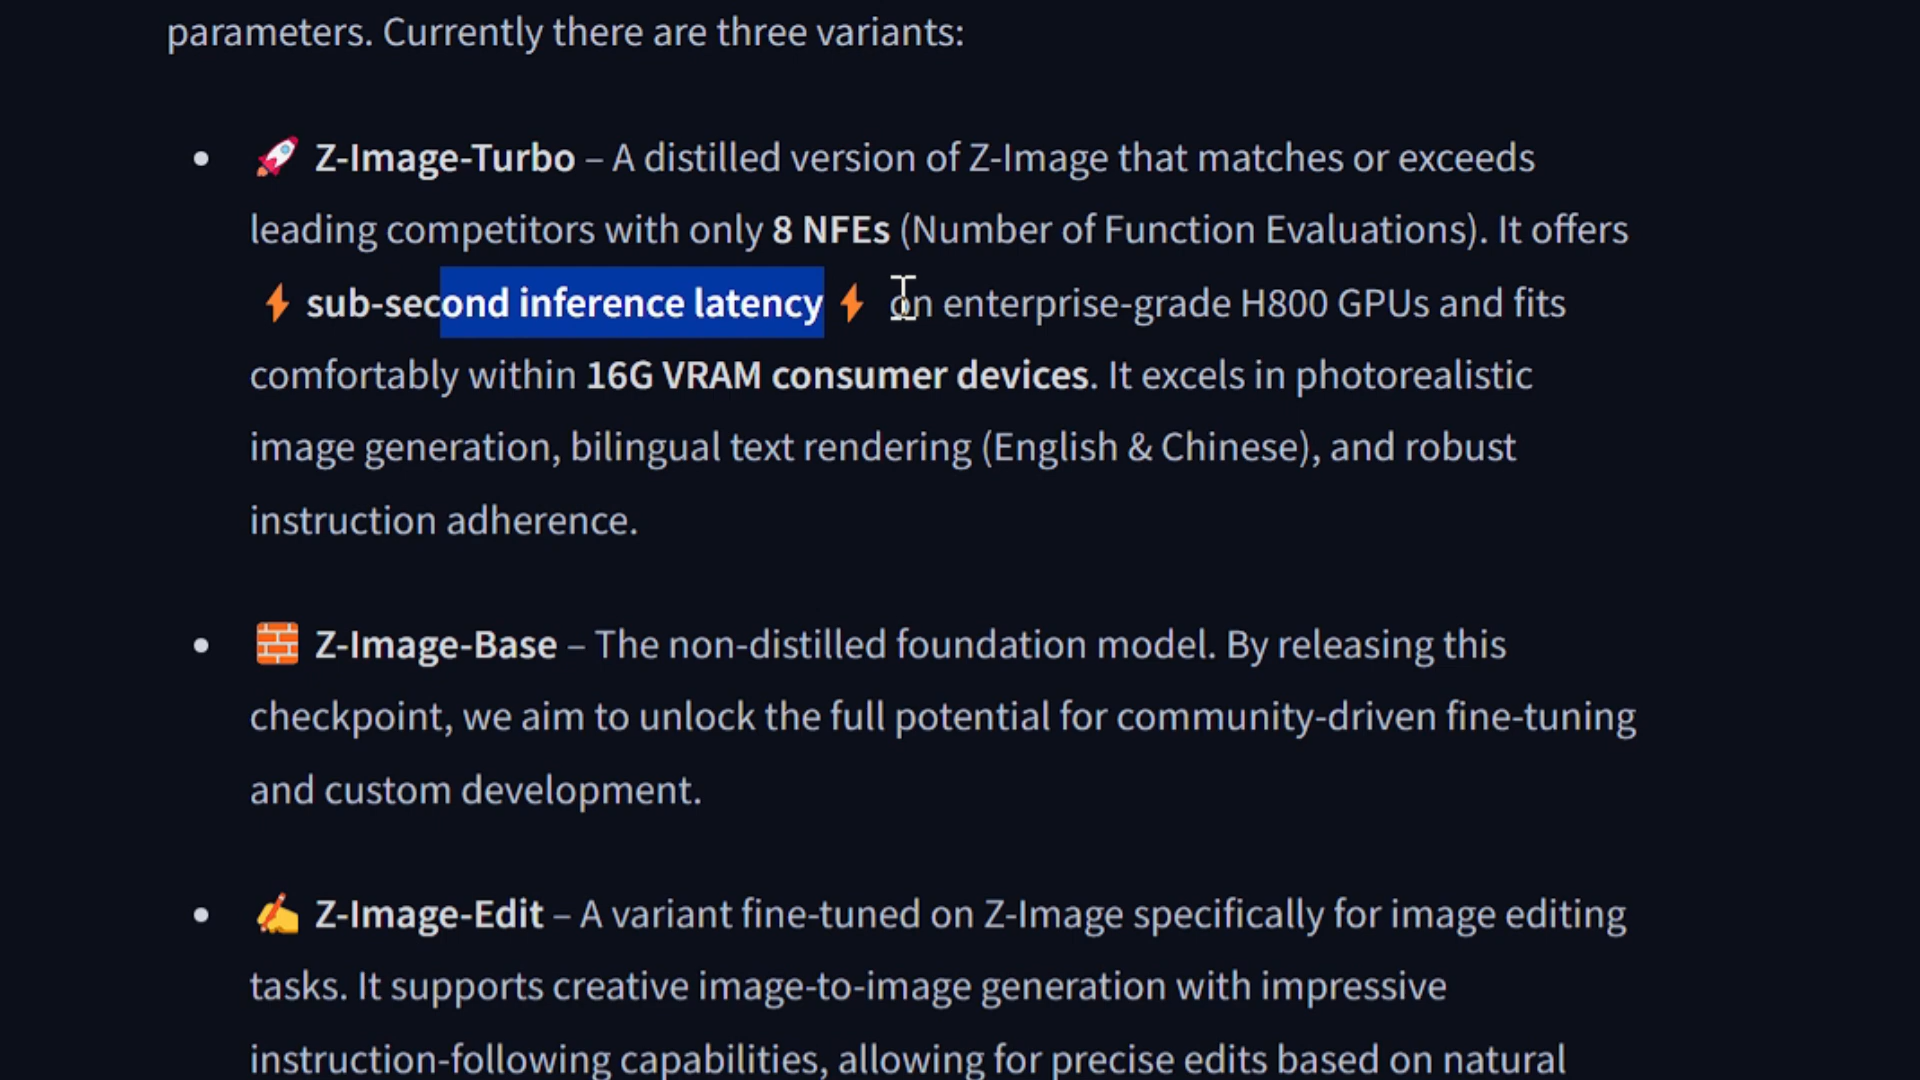 parameters. Currently there are three variants:
• 🚀 Z-Image-Turbo – A distilled version of Z-Image that matches or exceeds
leading competitors with only 8 NFEs (Number of Function Evaluations). It offers
⚡sub-second inference latency⚡ on enterprise-grade H800 GPUs and fits
comfortably within 16G VRAM consumer devices. It excels in photorealistic
image generation, bilingual text rendering (English & Chinese), and robust
instruction adherence.
• 🧱 Z-Image-Base – The non-distilled foundation model. By releasing this
checkpoint, we aim to unlock the full potential for community-driven fine-tuning
and custom development.
• ✍️ Z-Image-Edit – A variant fine-tuned on Z-Image specifically for image editing
tasks. It supports creative image-to-image generation with impressive
instruction-following capabilities, allowing for precise edits based on natural